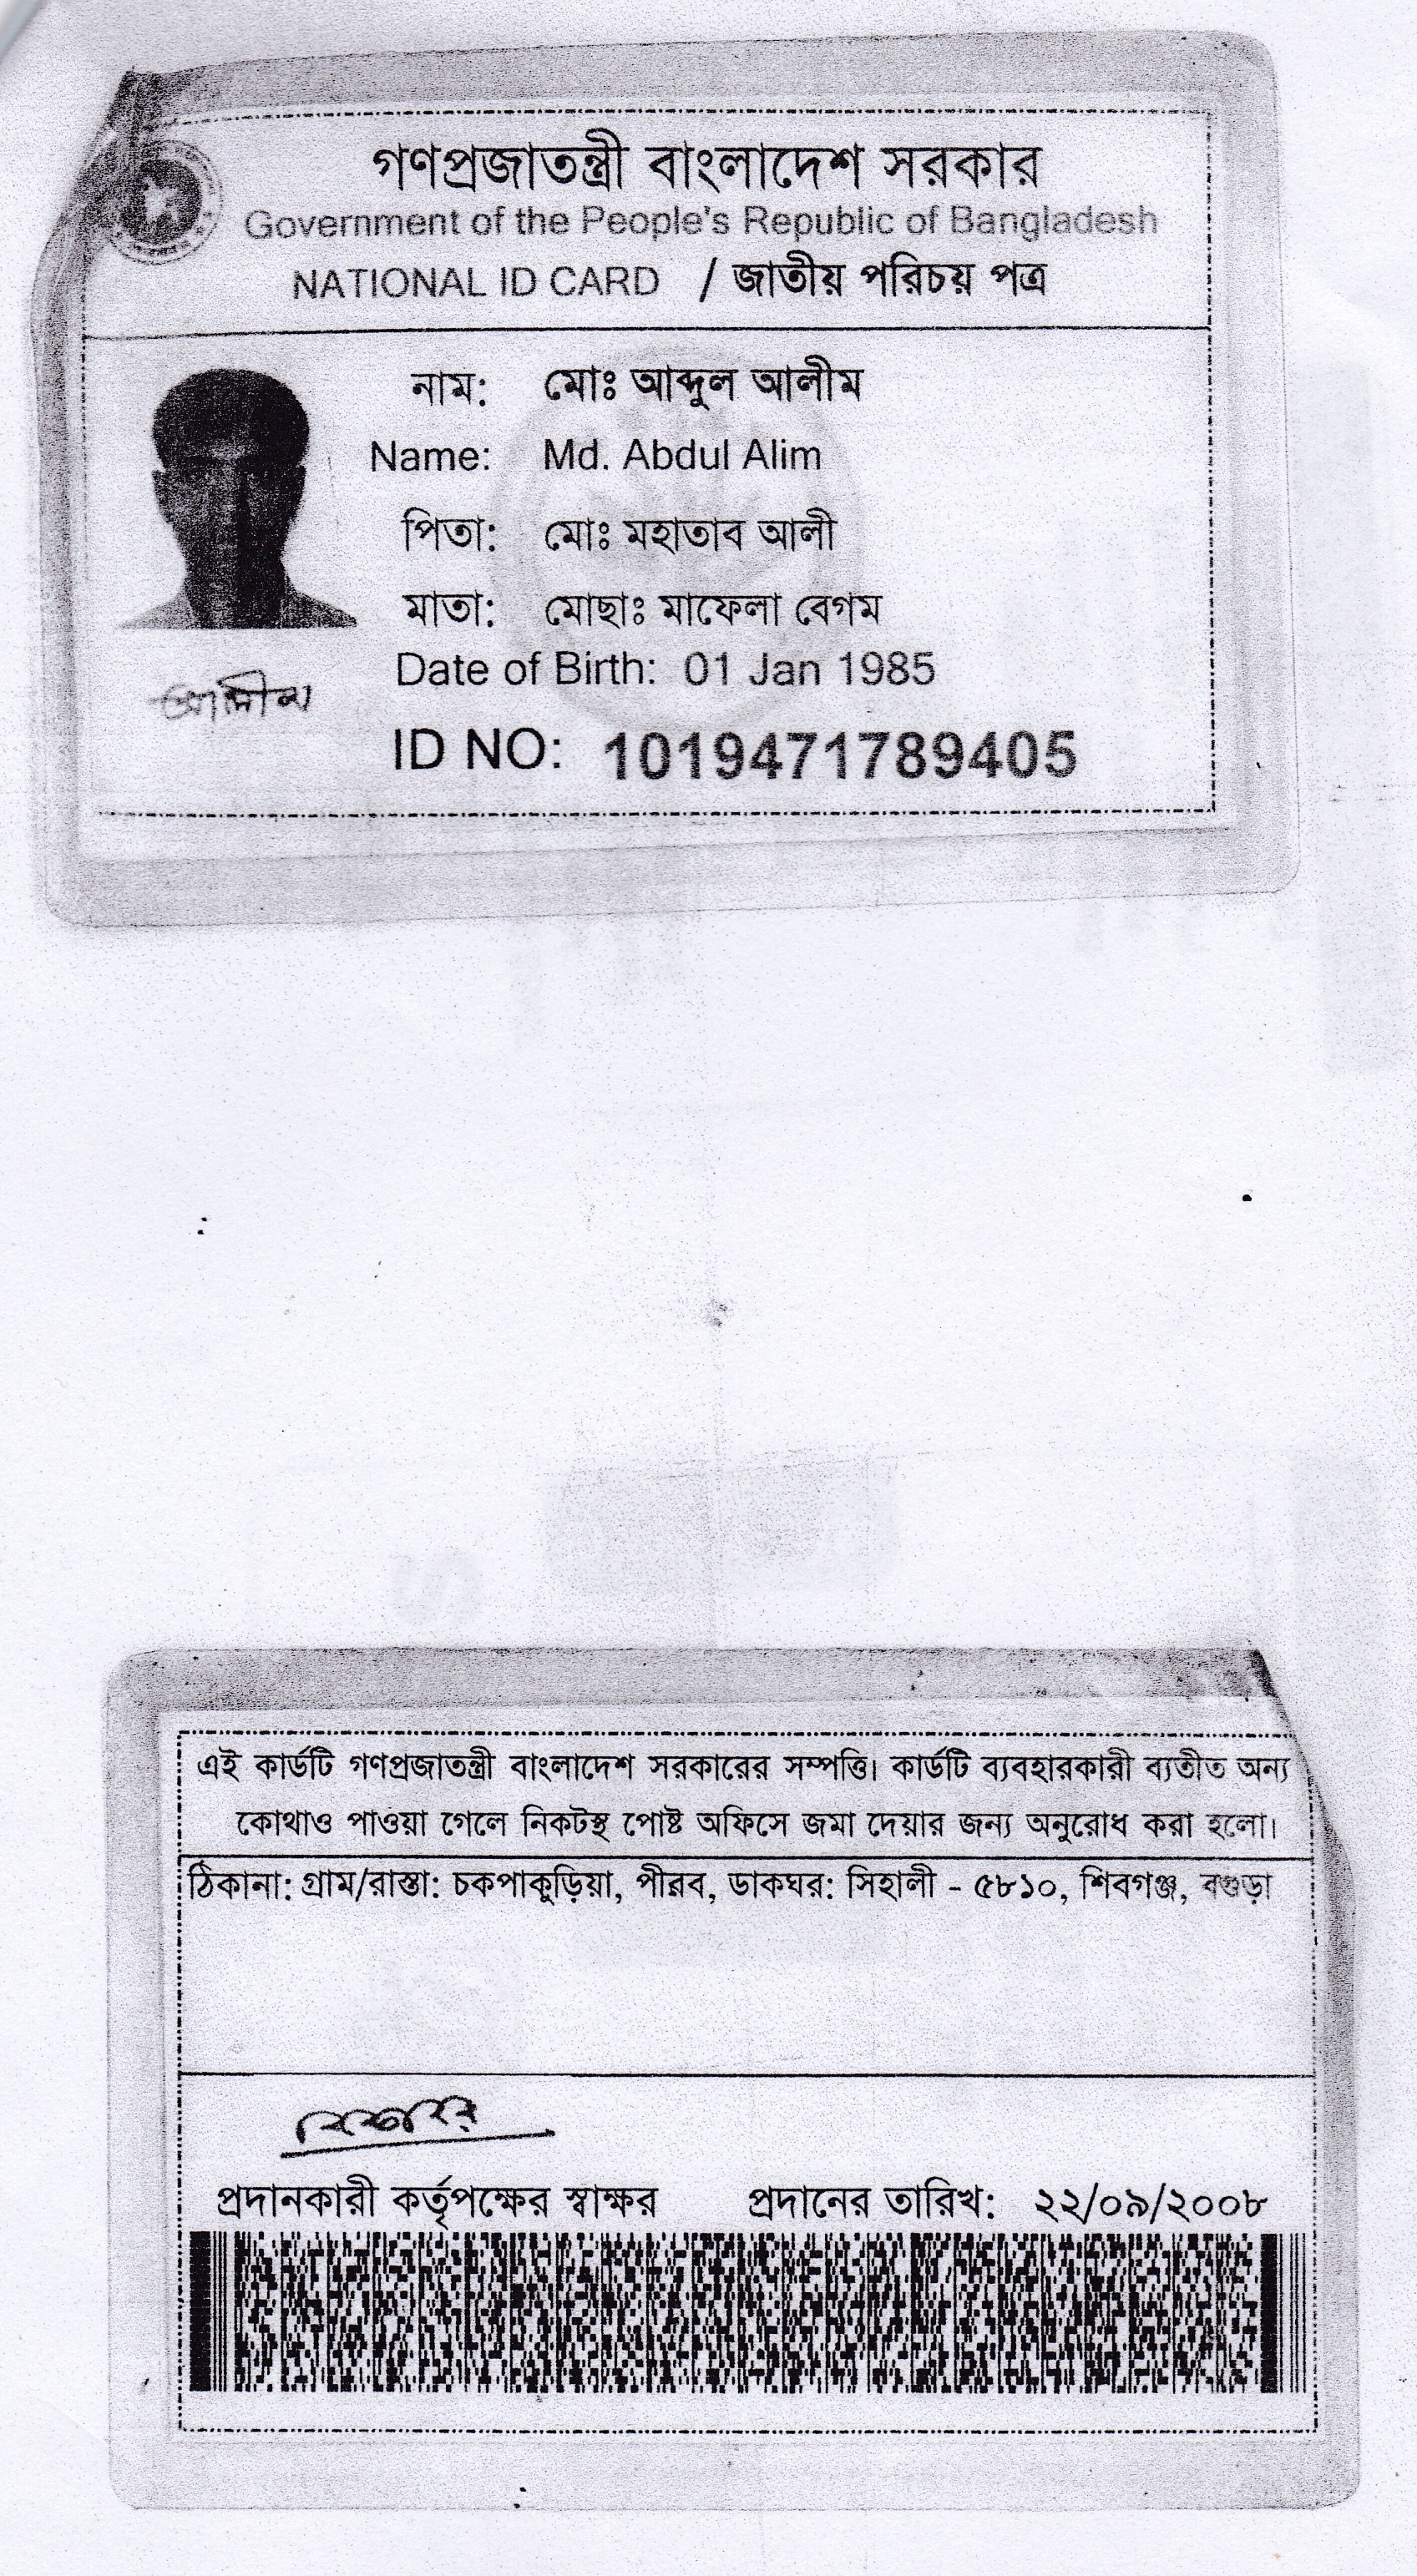 গণপ্রজাতন্ত্রী বাংলাদেশ সরকার
Government of the People's Republic of Bangladesh
NATIONAL ID CARD / জাতীয় পরিচয় পত্র
নাম: মোঃ আব্দুল আলীম
Name: Md. Abdul Alim
পিতা: মোঃ মহাতাব আলী
মাতা: মোছাঃ মাফেলা বেগম
Date of Birth: 01 Jan 1985
আলীম
ID NO: 1019471789405
এই কার্ডটি গণপ্রজাতন্ত্রী বাংলাদেশ সরকারের সম্পত্তি। কার্ডটি ব্যবহারকারী ব্যতীত অন্য
কোথাও পাওয়া গেলে নিকটস্থ পোষ্ট অফিসে জমা দেয়ার জন্য অনুরোধ করা হলো।
ঠিকানা: গ্রাম/রাস্তা: চকপাকুড়িয়া, পীরব, ডাকঘর: সিহালী - ৫৮১০, শিবগঞ্জ, বগুড়া
প্রদানকারী কর্তৃপক্ষের স্বাক্ষর প্রদানের তারিখ: ২২/০৯/২০০৮